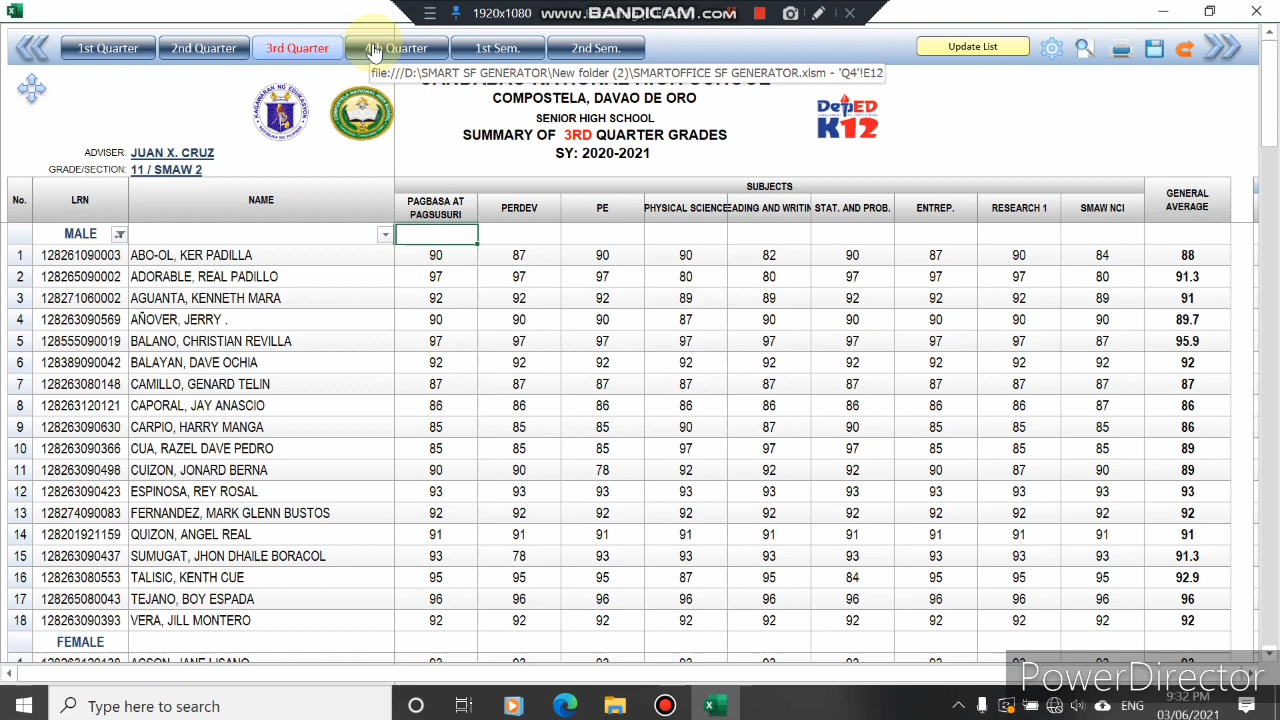 1920x1080 www.BANDICAM.com
1st Quarter 2nd Quarter 3rd Quarter 4th Quarter 1st Sem. 2nd Sem. Update List
file:///D:\SMART SF GENERATOR\New folder (2)\SMARTOFFICE SF GENERATOR.xlsm - 'Q4'!E12
COMPOSTELA, DAVAO DE ORO
SENIOR HIGH SCHOOL
SUMMARY OF 3RD QUARTER GRADES
SY: 2020-2021
DepED
K12
ADVISER: JUAN X. CRUZ
GRADE/SECTION: 11 / SMAW 2
No. LRN NAME SUBJECTS GENERAL AVERAGE
PAGBASA AT PAGSUSURI PERDEV PE PHYSICAL SCIENCE EADING AND WRITIN STAT. AND PROB. ENTREP. RESEARCH 1 SMAW NCI
MALE
1 128261090003 ABO-OL, KER PADILLA 90 87 90 90 82 90 87 90 84 88
2 128265090002 ADORABLE, REAL PADILLO 97 97 97 80 80 97 97 97 80 91.3
3 128271060002 AGUANTA, KENNETH MARA 92 92 92 89 89 92 92 92 89 91
4 128263090569 AÑOVER, JERRY . 90 90 90 87 90 90 90 90 90 89.7
5 128555090019 BALANO, CHRISTIAN REVILLA 97 97 97 87 97 97 97 97 97 95.9
6 128389090042 BALAYAN, DAVE OCHIA 92 92 92 92 92 92 92 92 92 92
7 128263080148 CAMILLO, GENARD TELIN 87 87 87 87 87 87 87 87 87 87
8 128263120121 CAPORAL, JAY ANASCIO 86 86 86 86 86 86 86 86 87 86
9 128263090630 CARPIO, HARRY MANGA 85 85 85 90 87 90 85 85 85 86
10 128263090366 CUA, RAZEL DAVE PEDRO 85 85 85 97 97 97 85 85 85 89
11 128263090498 CUIZON, JONARD BERNA 90 90 78 92 92 92 90 87 90 89
12 128263090423 ESPINOSA, REY ROSAL 93 93 93 93 93 93 93 93 93 93
13 128274090083 FERNANDEZ, MARK GLENN BUSTOS 92 92 92 92 92 92 92 92 92 92
14 128201921159 QUIZON, ANGEL REAL 91 91 91 91 91 91 91 91 91 91
15 128263090437 SUMUGAT, JHON DHAILE BORACOL 93 78 93 93 93 93 93 93 93 91.3
16 128263080553 TALISIC, KENTH CUE 95 95 95 87 95 84 95 95 95 92.9
17 128265080043 TEJANO, BOY ESPADA 96 96 96 96 96 96 96 96 96 96
18 128263090393 VERA, JILL MONTERO 92 92 92 92 92 92 92 92 92 92
FEMALE
PowerDirector
Type here to search ENG 9:32 PM
03/06/2021